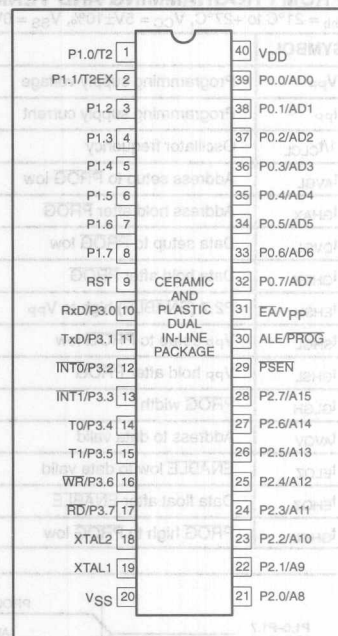 P1.0/T2 1
P1.1/T2EX 2
P1.2 3
P1.3 4
P1.4 5
P1.5 6
P1.6 7
P1.7 8
RST 9
RxD/P3.0 10
TxD/P3.1 11
INT0/P3.2 12
INT1/P3.3 13
T0/P3.4 14
T1/P3.5 15
WR/P3.6 16
RD/P3.7 17
XTAL2 18
XTAL1 19
VSS 20
CERAMIC
AND
PLASTIC
DUAL
IN-LINE
PACKAGE
40 VDD
39 P0.0/AD0
38 P0.1/AD1
37 P0.2/AD2
36 P0.3/AD3
35 P0.4/AD4
34 P0.5/AD5
33 P0.6/AD6
32 P0.7/AD7
31 EA/VPP
30 ALE/PROG
29 PSEN
28 P2.7/A15
27 P2.6/A14
26 P2.5/A13
25 P2.4/A12
24 P2.3/A11
23 P2.2/A10
22 P2.1/A9
21 P2.0/A8